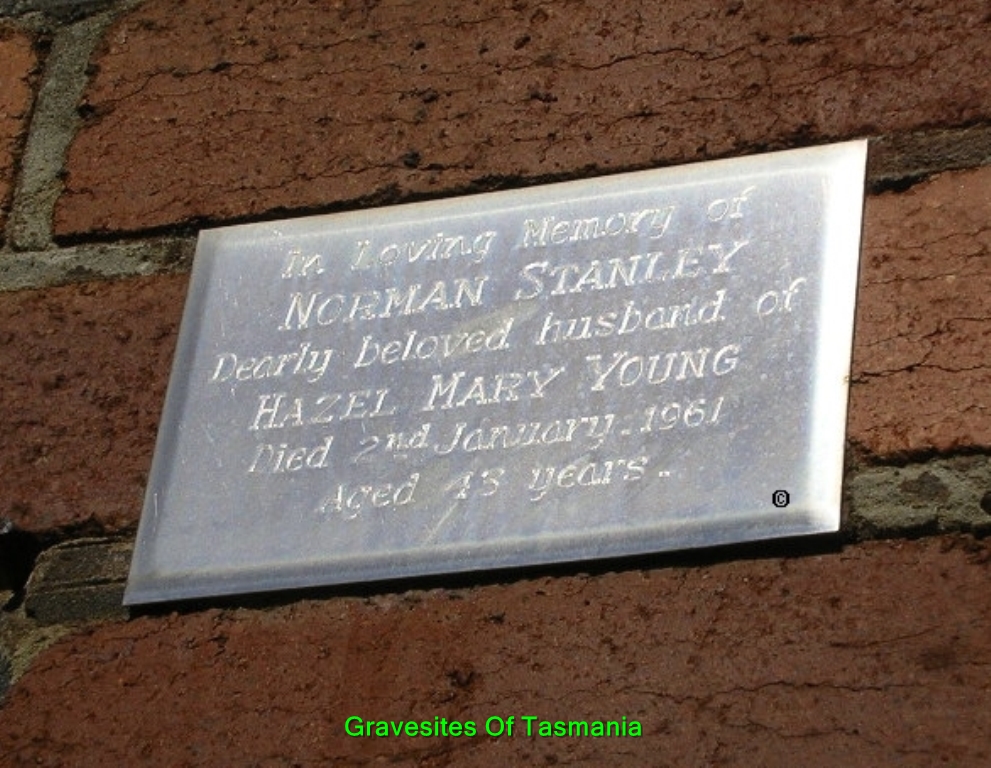 In Loving Memory of
NORMAN STANLEY
Dearly beloved husband of
HAZEL MARY YOUNG
Died 2nd January. 1961
Aged 43 years.
©
Gravesites Of Tasmania